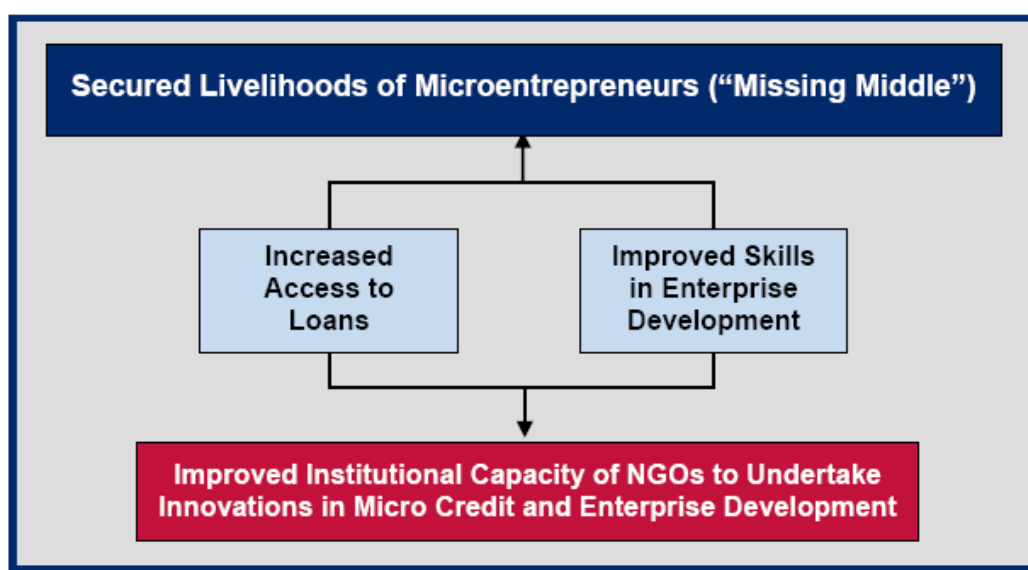 Secured Livelihoods of Microentrepreneurs (“Missing Middle”)
Increased
Access to
Loans
Improved Skills
in Enterprise
Development
Improved Institutional Capacity of NGOs to Undertake
Innovations in Micro Credit and Enterprise Development